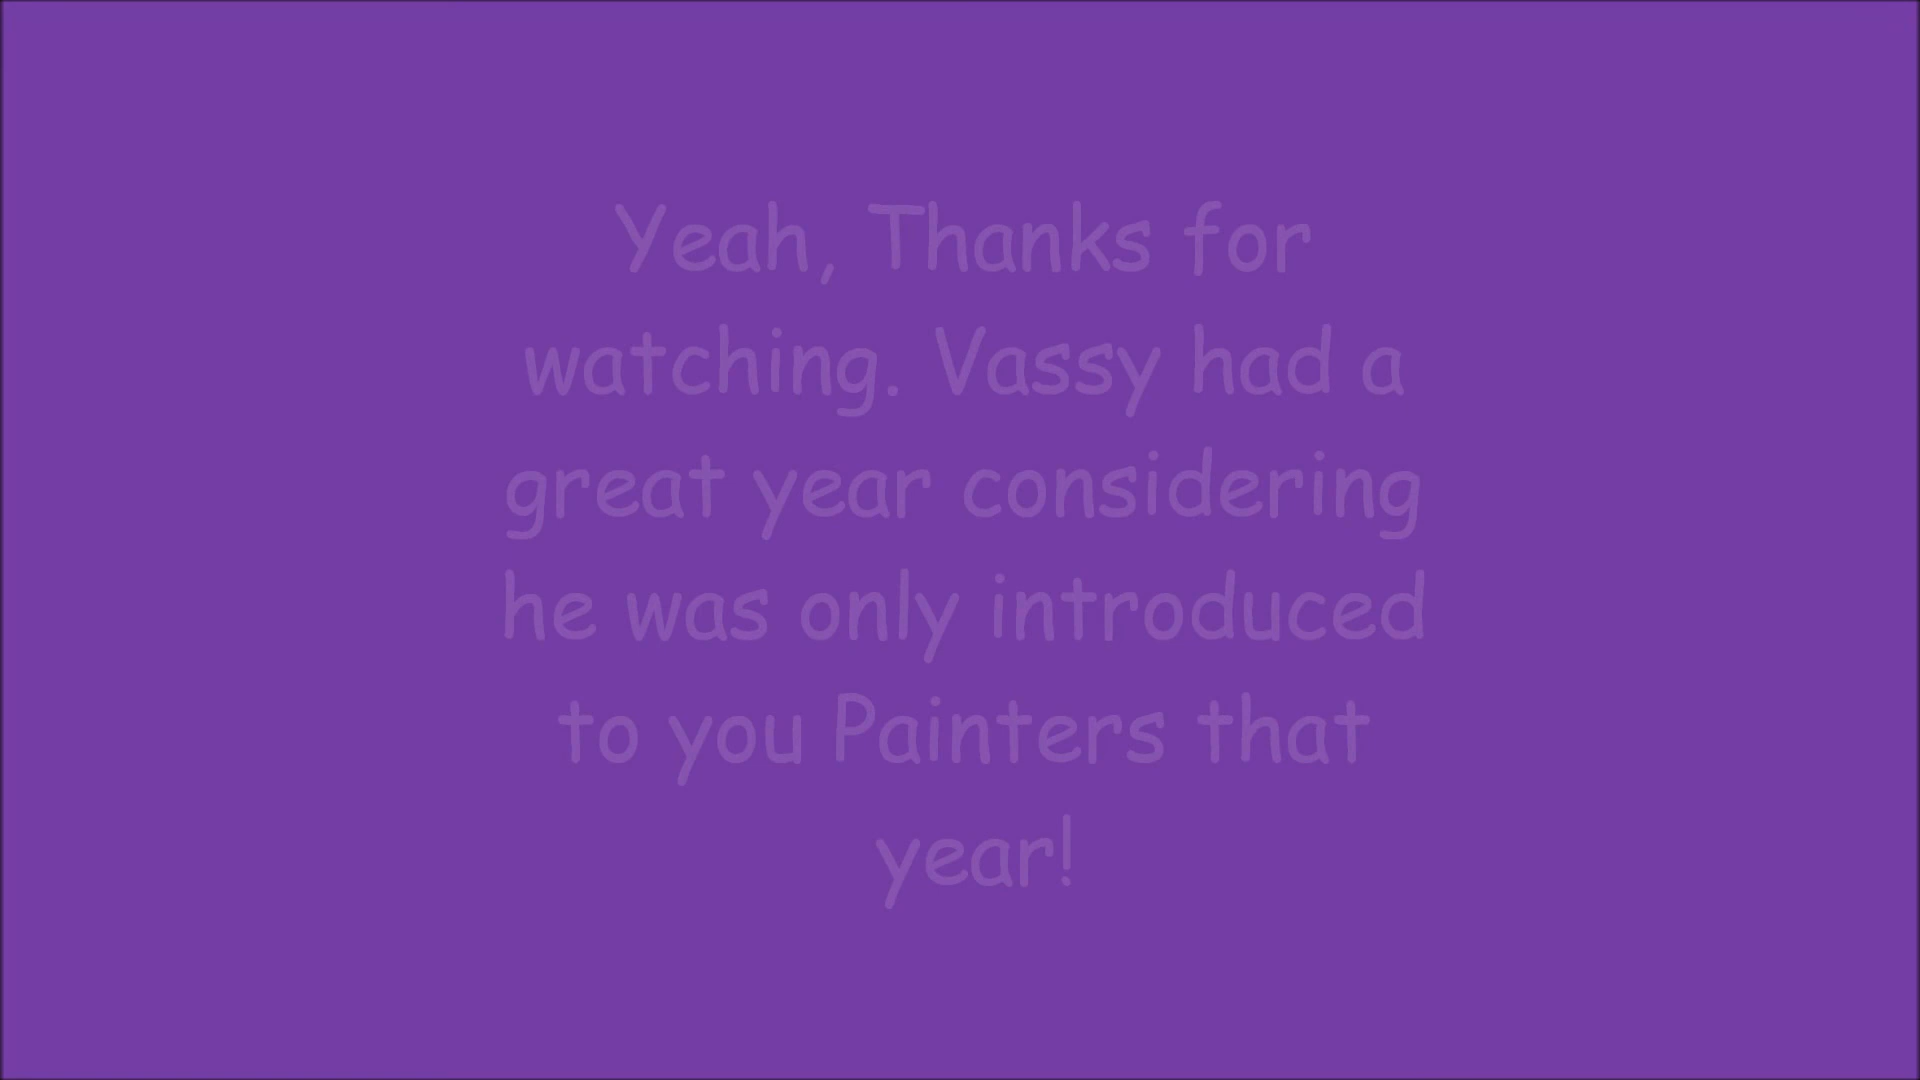 Yeah, Thanks for
watching. Vassy had a
great year considering
he was only introduced
to you Painters that
year!